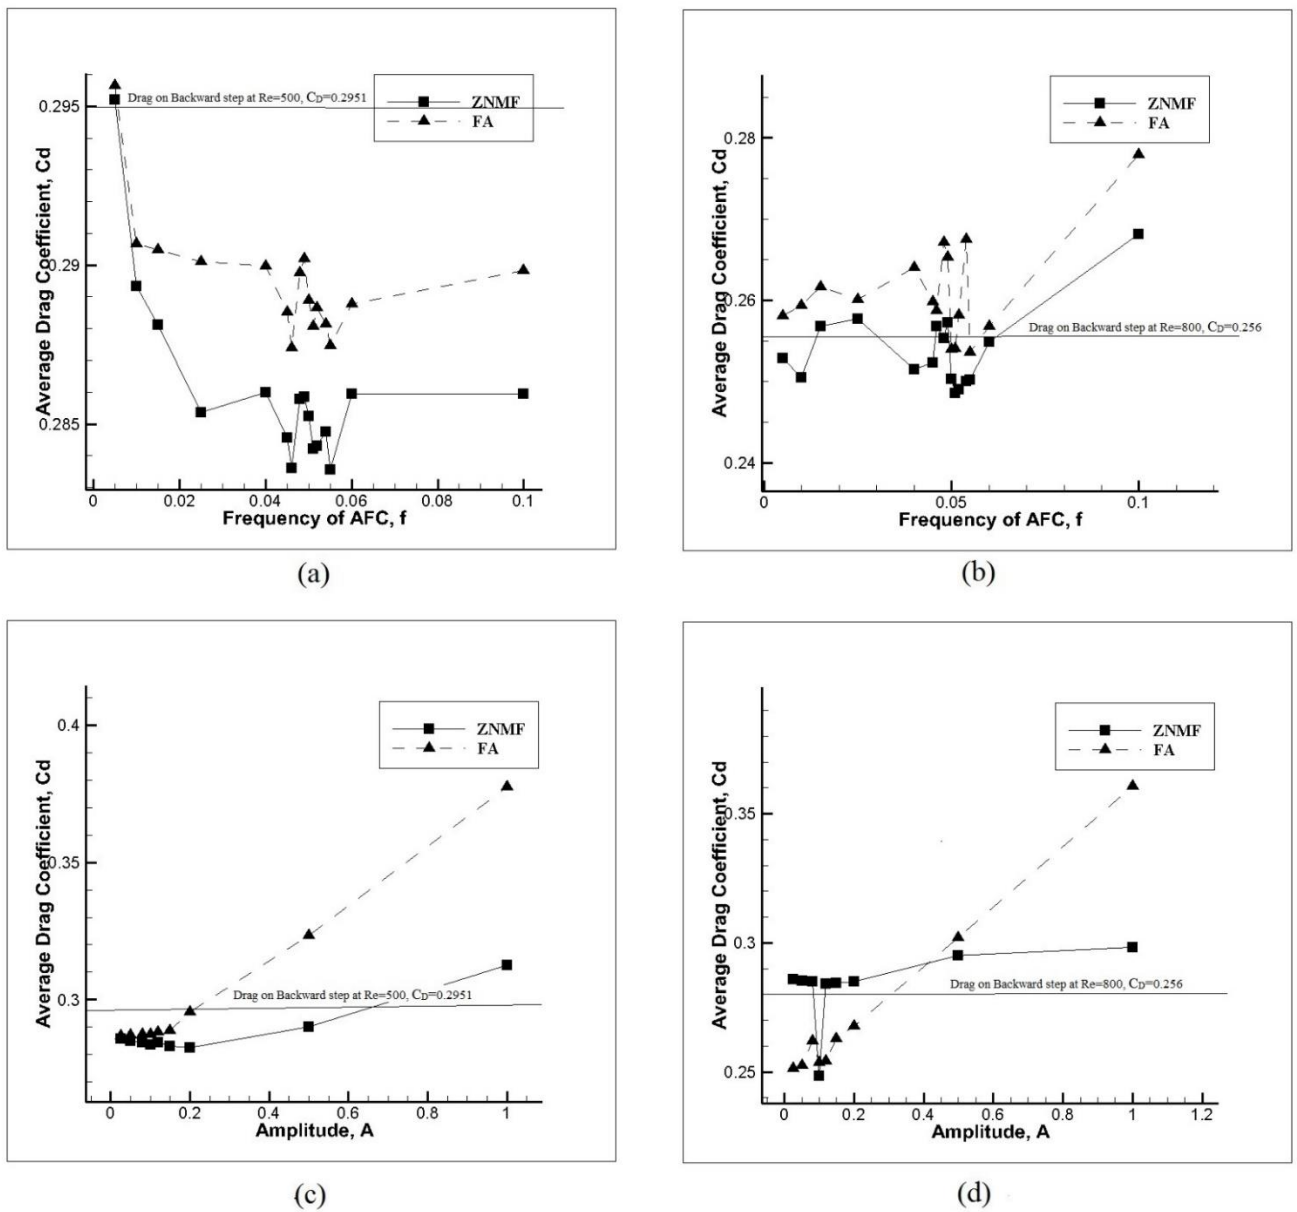 Average Drag Coefficient, Cd
0.295
0.29
0.285
Drag on Backward step at Re=500, CD=0.2951
ZNMF
FA
0 0.02 0.04 0.06 0.08 0.1
Frequency of AFC, f
(a)
Average Drag Coefficient, Cd
0.28
0.26
0.24
ZNMF
FA
Drag on Backward step at Re=800, CD=0.256
0 0.05 0.1
Frequency of AFC, f
(b)
Average Drag Coefficient, Cd
0.4
0.35
0.3
ZNMF
FA
Drag on Backward step at Re=500, CD=0.2951
0 0.2 0.4 0.6 0.8 1
Amplitude, A
(c)
Average Drag Coefficient, Cd
0.35
0.3
0.25
ZNMF
FA
Drag on Backward step at Re=800, CD=0.256
0 0.2 0.4 0.6 0.8 1 1.2
Amplitude, A
(d)